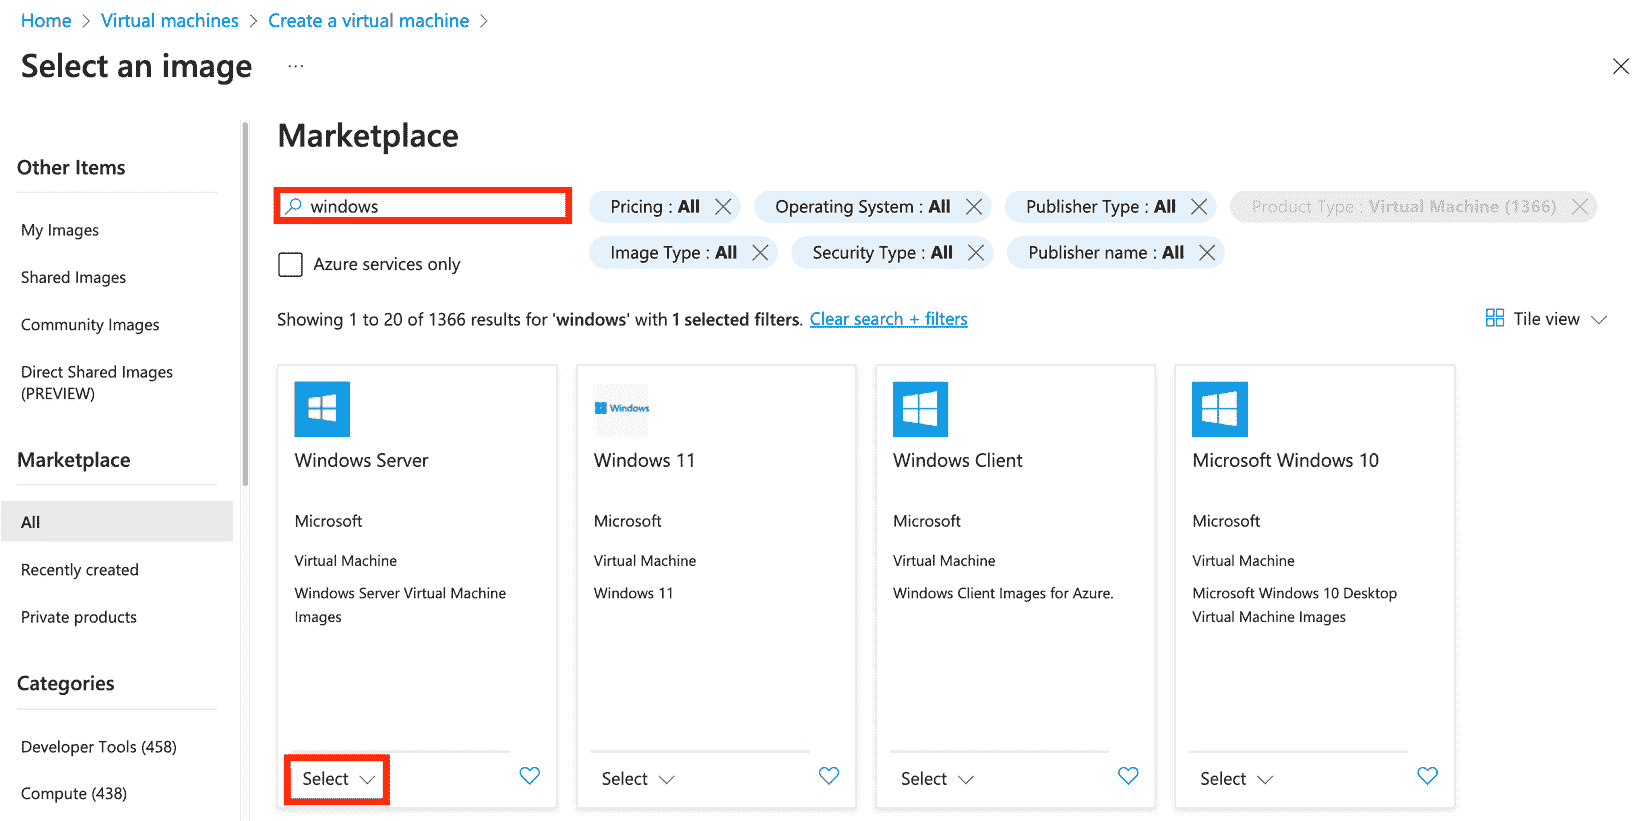 Home > Virtual machines > Create a virtual machine >
Select an image ...
Other Items
My Images
Shared Images
Community Images
Direct Shared Images
(PREVIEW)
Marketplace
All
Recently created
Private products
Categories
Developer Tools (458)
Compute (438)
Marketplace
windows
Pricing : All
Operating System : All
Publisher Type : All
Product Type : Virtual Machine (1366)
Image Type : All
Security Type : All
Publisher name : All
Azure services only
Showing 1 to 20 of 1366 results for 'windows' with 1 selected filters. Clear search + filters
Tile view
Windows Server
Microsoft
Virtual Machine
Windows Server Virtual Machine
Images
Select
Windows
Windows 11
Microsoft
Virtual Machine
Windows 11
Select
Windows Client
Microsoft
Virtual Machine
Windows Client Images for Azure.
Select
Microsoft Windows 10
Microsoft
Virtual Machine
Microsoft Windows 10 Desktop
Virtual Machine Images
Select